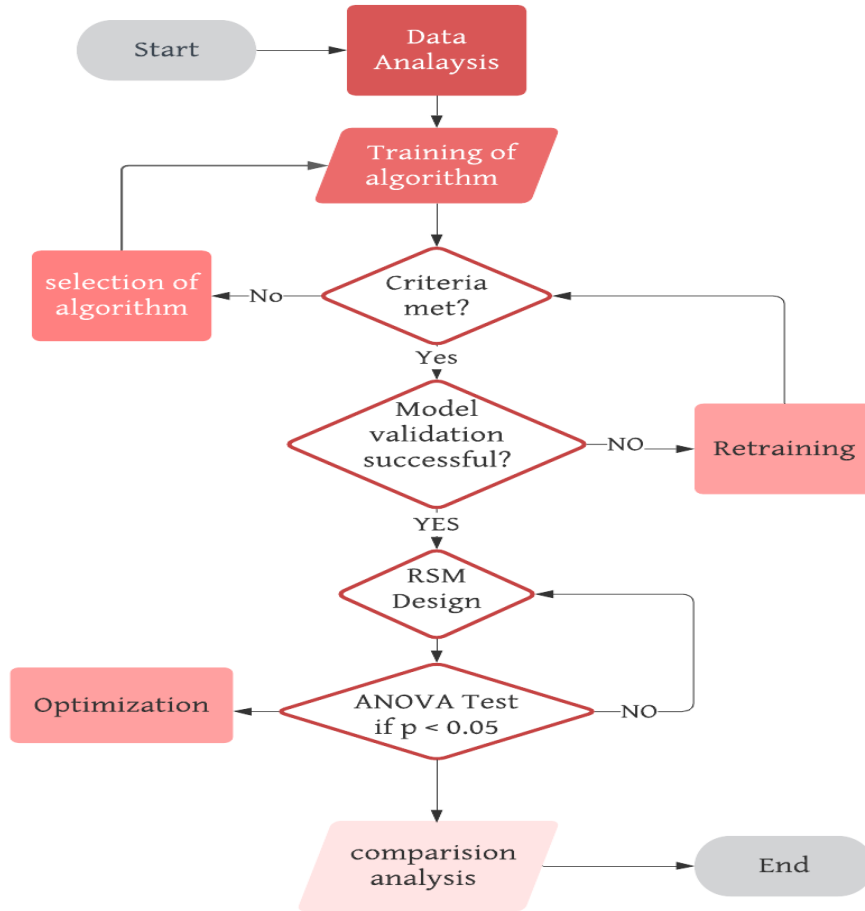 Start
Data
Analaysis
Training of
algorithm
selection of
algorithm
No
Criteria
met?
Yes
Model
validation
successful?
NO
Retraining
YES
RSM
Design
Optimization
ANOVA Test
if p < 0.05
NO
comparision
analysis
End